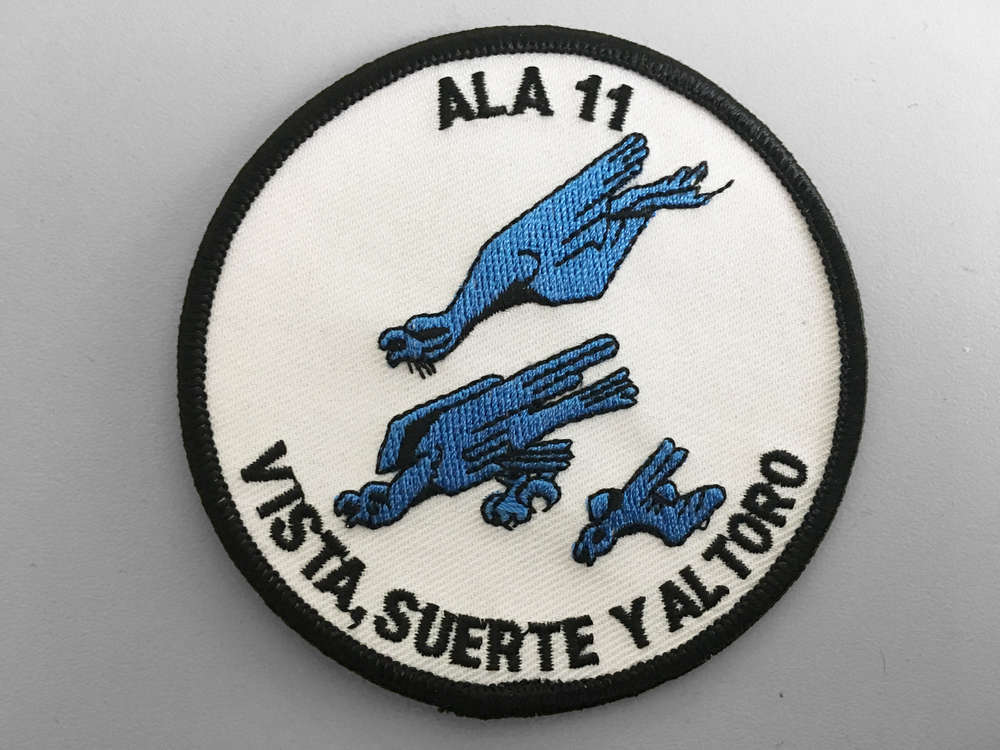 ALA 11
VISTA, SUERTE Y AL TORO